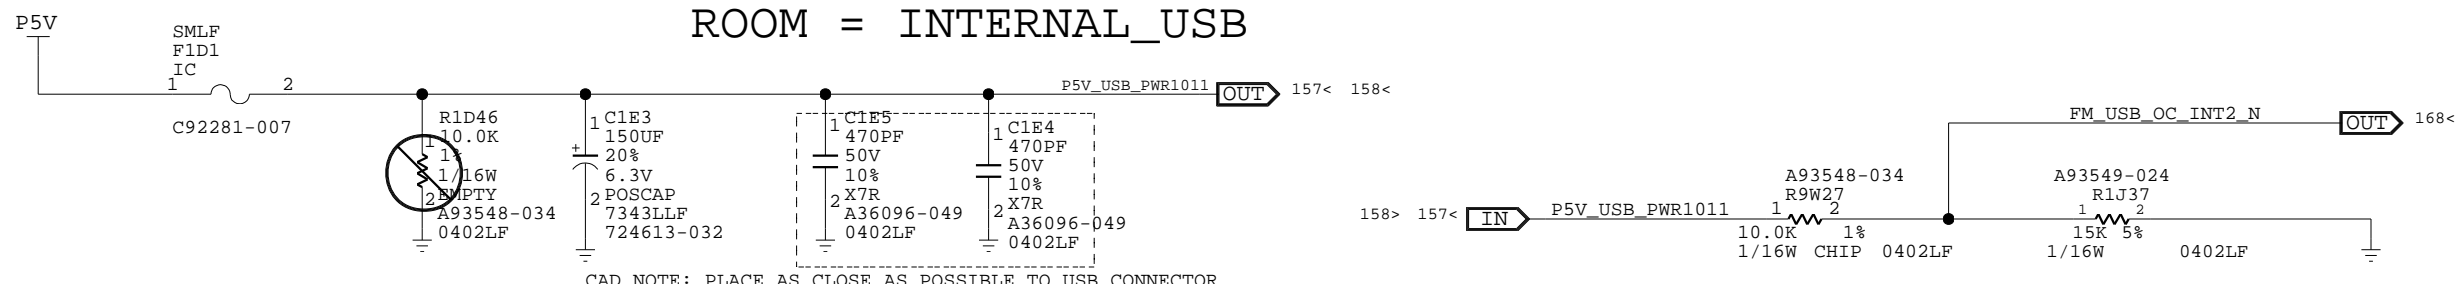 ROOM = INTERNAL_USB
P5V
SMLF
F1D1
IC
1 2
C92281-007
R1D46
10.0K
1
1%
1/16W
EMPTY
2
A93548-034
0402LF
1 C1E3
150UF
+ 20%
6.3V
2 POSCAP
7343LLF
724613-032
1 C1E5
470PF
50V
10%
2 X7R
A36096-049
0402LF
1 C1E4
470PF
50V
10%
2 X7R
A36096-049
0402LF
P5V_USB_PWR1011 OUT 157< 158<
CAD NOTE: PLACE AS CLOSE AS POSSIBLE TO USB CONNECTOR
FM_USB_OC_INT2_N OUT 168<
158> 157< IN P5V_USB_PWR1011
A93548-034
R9W27
1 2
10.0K 1%
1/16W CHIP 0402LF
A93549-024
R1J37
1 2
15K 5%
1/16W 0402LF